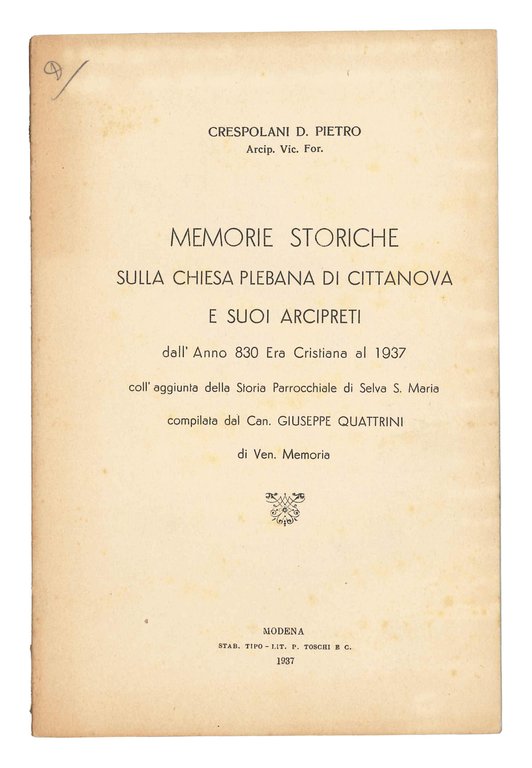 CRESPOLANI D. PIETRO
Arcip. Vic. For.
MEMORIE STORICHE
SULLA CHIESA PLEBANA DI CITTANOVA
E SUOI ARCIPRETI
dall' Anno 830 Era Cristiana al 1937
coll' aggiunta della Storia Parrocchiale di Selva S. Maria
compilata dal Can. GIUSEPPE QUATTRINI
di Ven. Memoria
MODENA
STAB. TIPO - LIT. P. TOSCHI E C.
1937